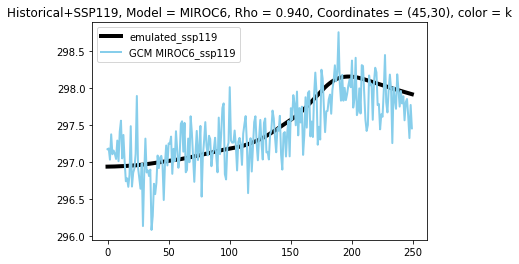 Historical+SSP119, Model = MIROC6, Rho = 0.940, Coordinates = (45,30), color = k
emulated_ssp119
GCM MIROC6_ssp119
298.5
298.0
297.5
297.0
296.5
296.0
0 50 100 150 200 250